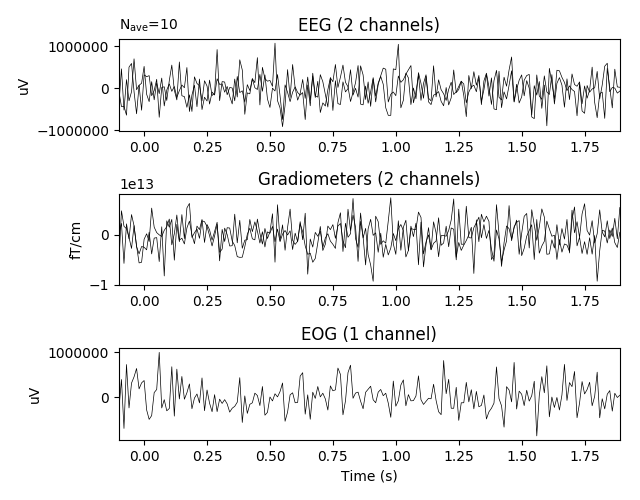 N_ave=10
EEG (2 channels)
1000000
0
−1000000
uV
0.00 0.25 0.50 0.75 1.00 1.25 1.50 1.75
1e13
Gradiometers (2 channels)
0
−1
fT/cm
0.00 0.25 0.50 0.75 1.00 1.25 1.50 1.75
EOG (1 channel)
1000000
0
uV
0.00 0.25 0.50 0.75 1.00 1.25 1.50 1.75
Time (s)